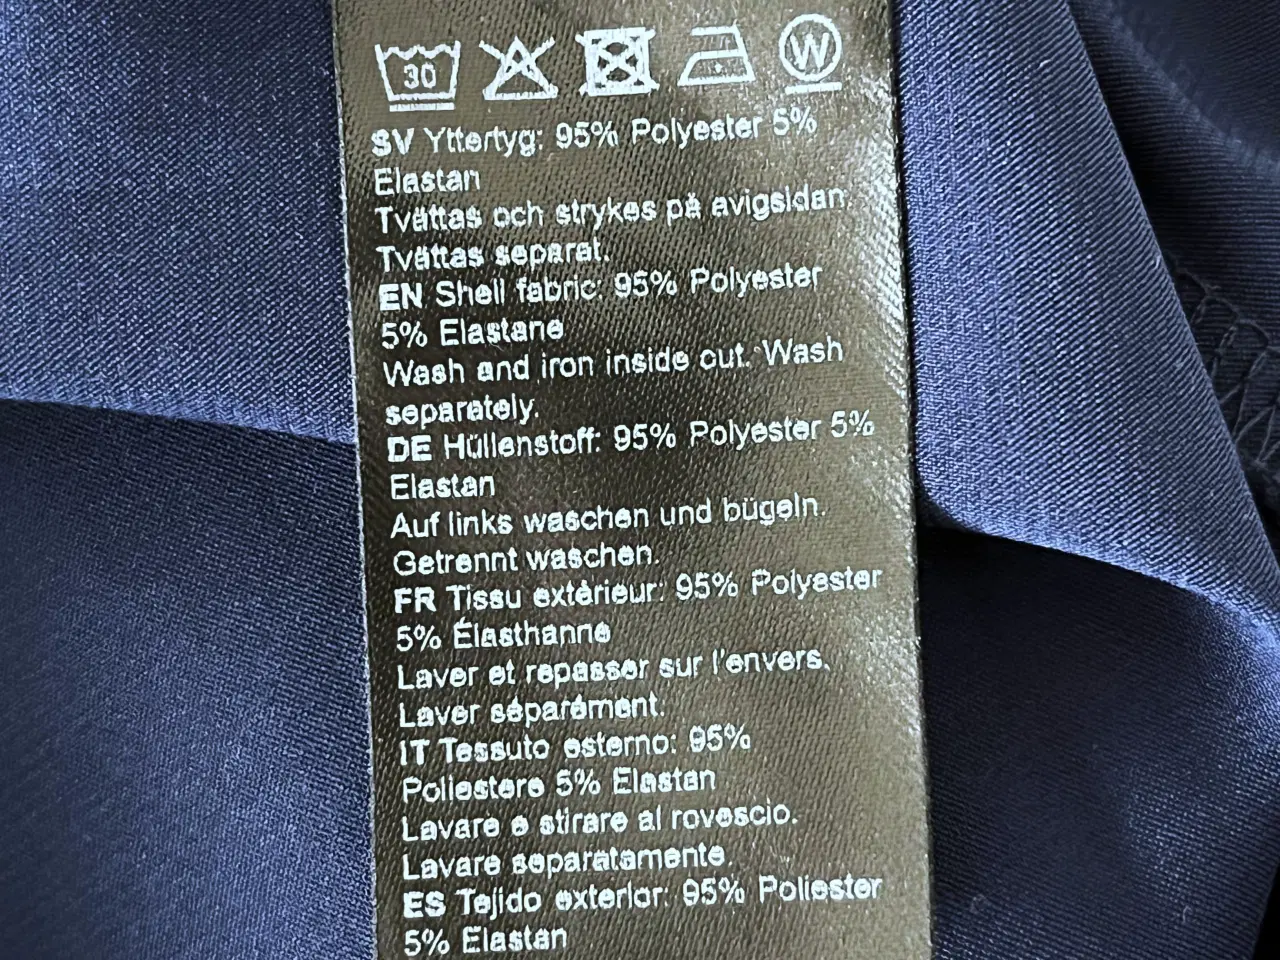 30 W
SV Yttertyg: 95% Polyester 5%
Elastan
Tvättas och strykes på avigsidan
Tvättas separat.
EN Shell fabric: 95% Polyester
5% Elastane
Wash and iron inside out. Wash
separately.
DE Hüllenstoff: 95% Polyester 5%
Elastan
Auf links waschen und bügeln.
Getrennt waschen.
FR Tissu extérieur: 95% Polyester
5% Élasthanne
Laver et repasser sur l'envers.
Laver séparément.
IT Tessuto esterno: 95%
Poliestere 5% Elastan
Lavare e stirare al rovescio.
Lavare separatamente.
ES Tejido exterior: 95% Poliester
5% Elastan